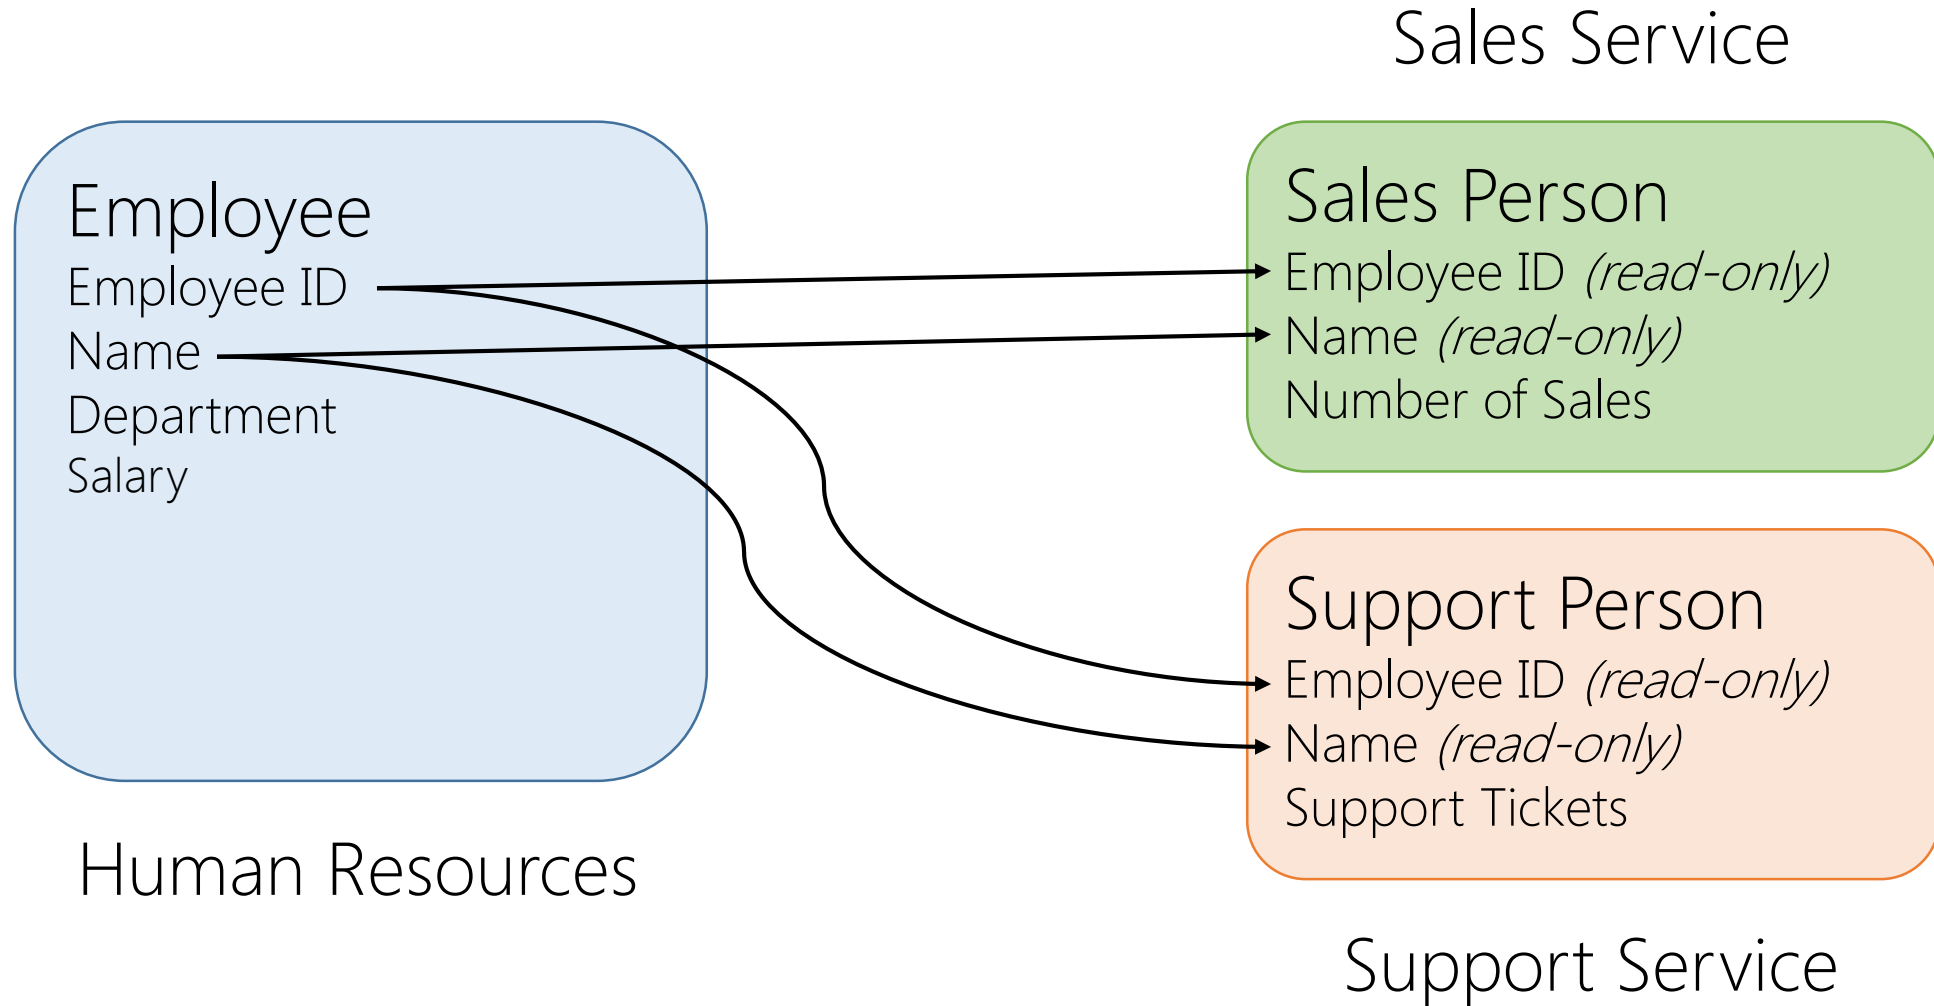 Sales Service
Employee
Employee ID
Name
Department
Salary
Human Resources
Sales Person
Employee ID (read-only)
Name (read-only)
Number of Sales
Support Person
Employee ID (read-only)
Name (read-only)
Support Tickets
Support Service